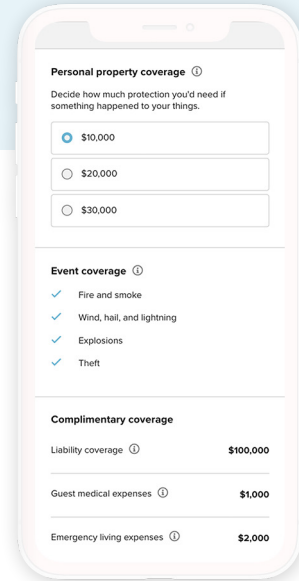 Personal property coverage
Decide how much protection you'd need if
something happened to your things.
$10,000
$20,000
$30,000
Event coverage
Fire and smoke
Wind, hail, and lightning
Explosions
Theft
Complimentary coverage
Liability coverage $100,000
Guest medical expenses $1,000
Emergency living expenses $2,000